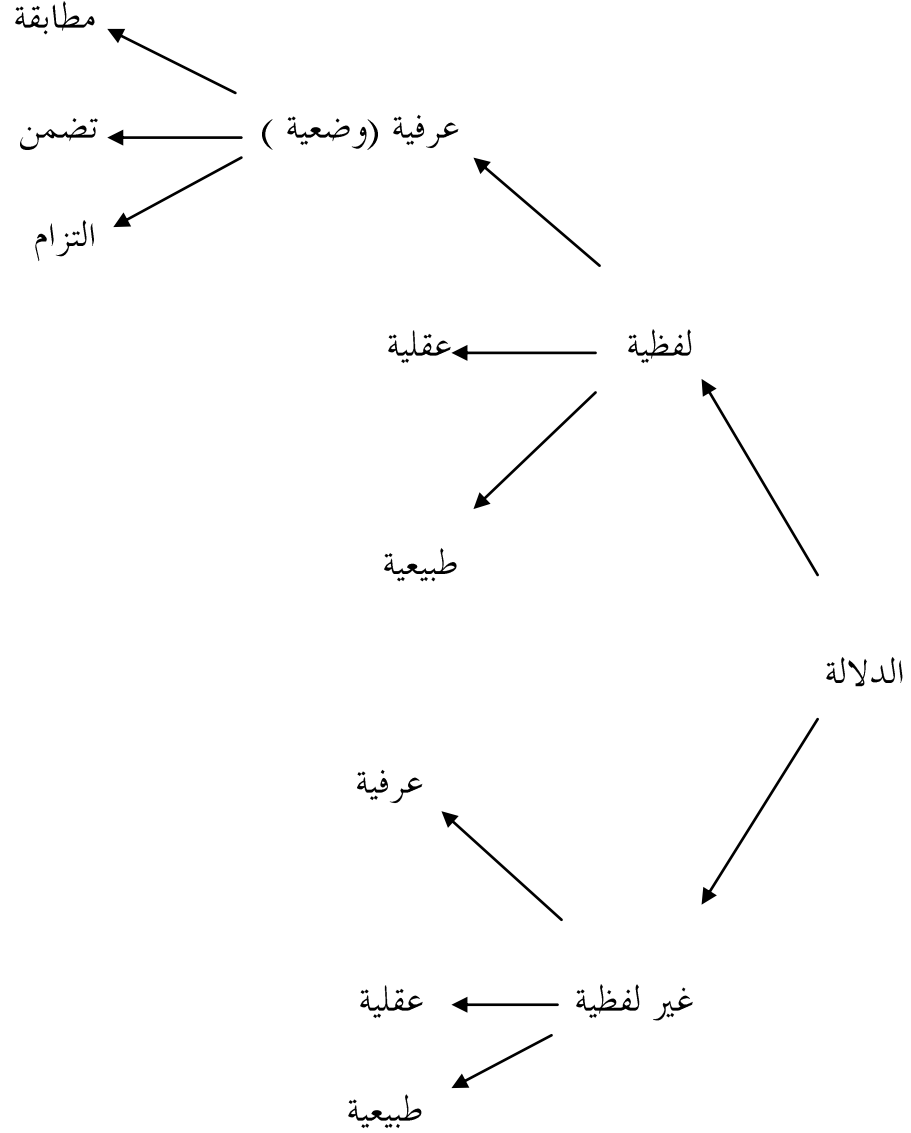 مطابقة
عرفية (وضعية )
تضمن
التزام
لفظية
عقلية
طبيعية
الدلالة
عرفية
غير لفظية
عقلية
طبيعية